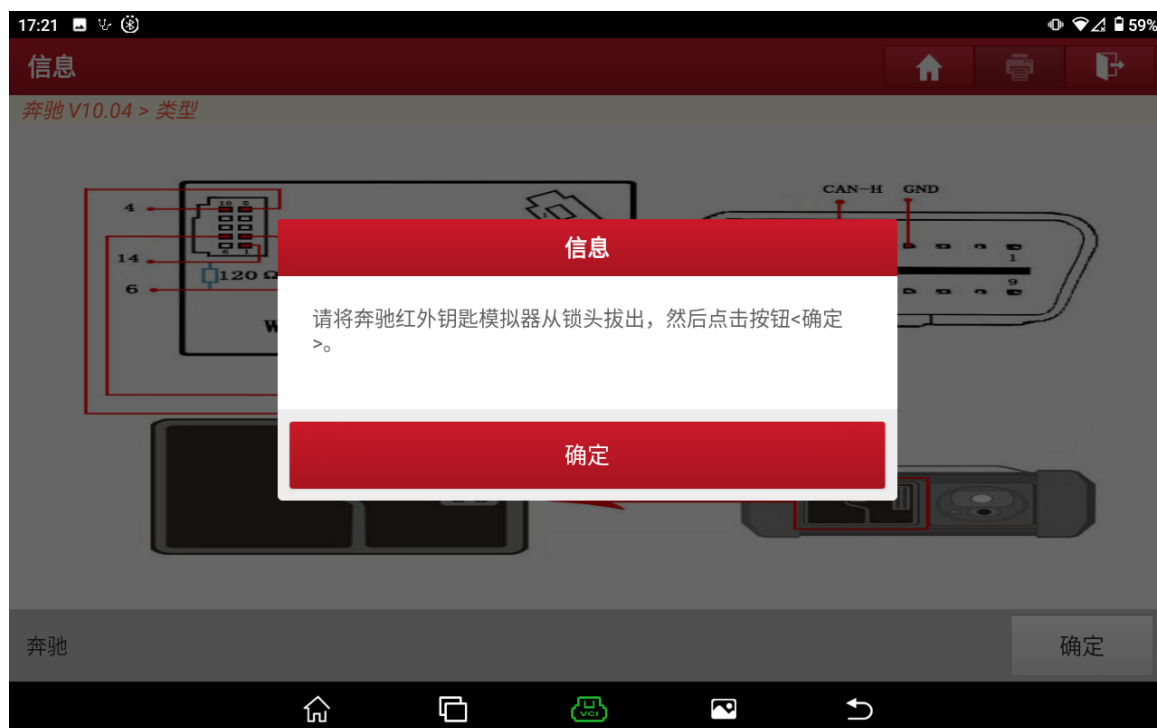 17:21
59%
信息
奔驰 V10.04 > 类型
CAN-H GND
4
10 5
6 1
14
120 Ω
6
W
1
9
信息
请将奔驰红外钥匙模拟器从锁头拔出，然后点击按钮<确定
>。
确定
奔驰
确定
VCI